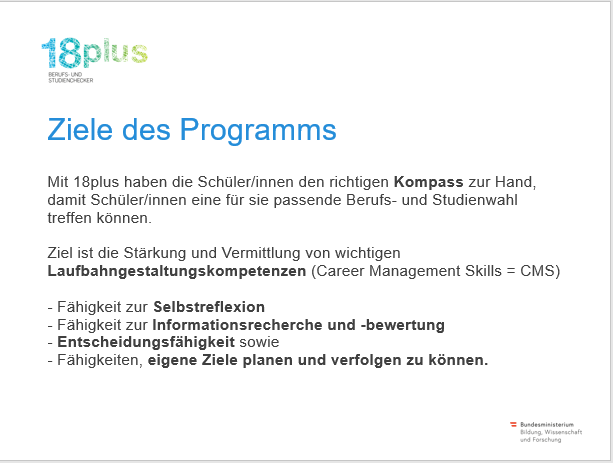 18plus
BERUFS- UND
STUDIENCHECKER
Ziele des Programms
Mit 18plus haben die Schüler/innen den richtigen Kompass zur Hand,
damit Schüler/innen eine für sie passende Berufs- und Studienwahl
treffen können.
Ziel ist die Stärkung und Vermittlung von wichtigen
Laufbahngestaltungskompetenzen (Career Management Skills = CMS)
- Fähigkeit zur Selbstreflexion
- Fähigkeit zur Informationsrecherche und -bewertung
- Entscheidungsfähigkeit sowie
- Fähigkeiten, eigene Ziele planen und verfolgen zu können.
Bundesministerium
Bildung, Wissenschaft
und Forschung